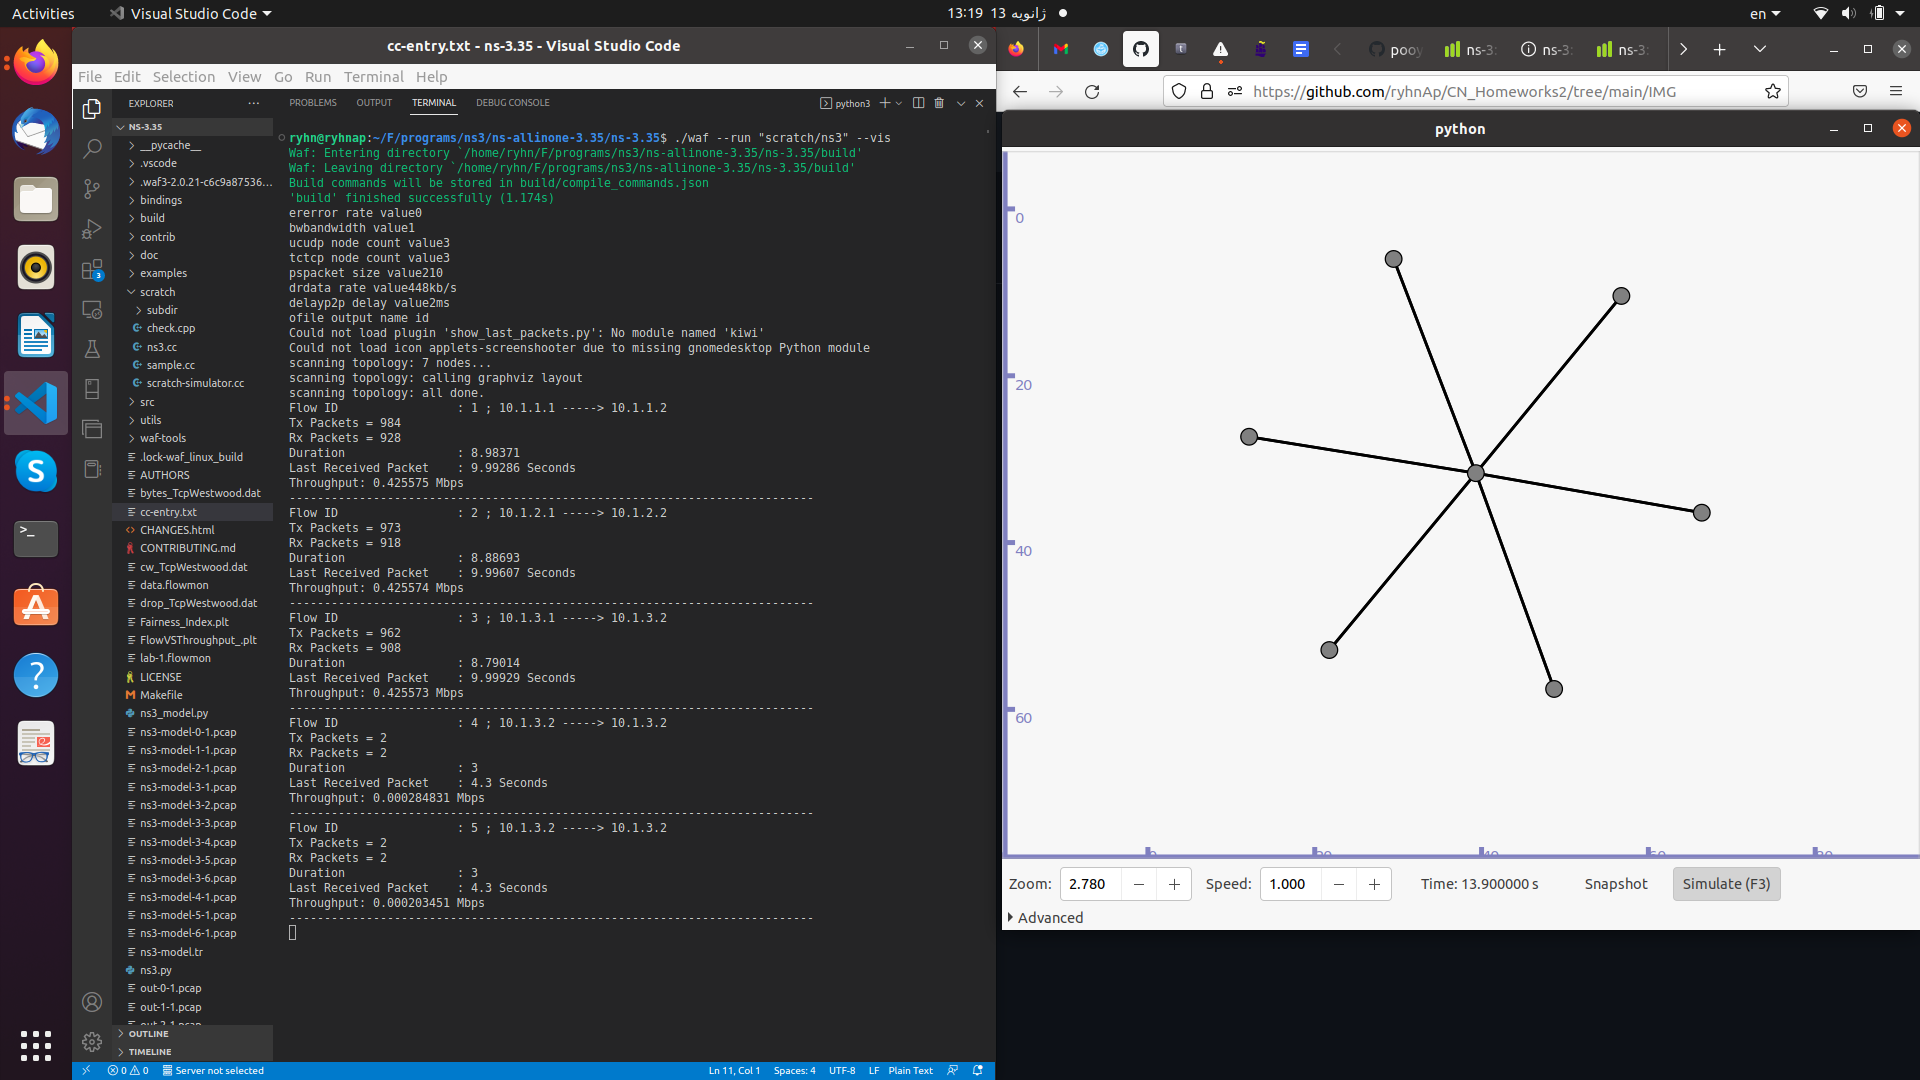 Activities
Visual Studio Code
13:19 ژانویه 13
en
cc-entry.txt - ns-3.35 - Visual Studio Code
File Edit Selection View Go Run Terminal Help
EXPLORER
NS-3.35
__pycache__
.vscode
.waf3-2.0.21-c6c9a87536...
bindings
build
contrib
doc
examples
scratch
subdir
check.cpp
ns3.cc
sample.cc
scratch-simulator.cc
src
utils
waf-tools
.lock-waf_linux_build
AUTHORS
bytes_TcpWestwood.dat
cc-entry.txt
CHANGES.html
CONTRIBUTING.md
cw_TcpWestwood.dat
data.flowmon
drop_TcpWestwood.dat
Fairness_Index.plt
FlowVSThroughput_.plt
lab-1.flowmon
LICENSE
Makefile
ns3_model.py
ns3-model-0-1.pcap
ns3-model-1-1.pcap
ns3-model-2-1.pcap
ns3-model-3-1.pcap
ns3-model-3-2.pcap
ns3-model-3-3.pcap
ns3-model-3-4.pcap
ns3-model-3-5.pcap
ns3-model-3-6.pcap
ns3-model-4-1.pcap
ns3-model-5-1.pcap
ns3-model-6-1.pcap
ns3-model.tr
ns3.py
out-0-1.pcap
out-1-1.pcap
out-2-1.pcap
OUTLINE
TIMELINE
3
PROBLEMS OUTPUT TERMINAL DEBUG CONSOLE
python3
ryhn@ryhnap:~/F/programs/ns3/ns-allinone-3.35/ns-3.35$ ./waf --run "scratch/ns3" --vis
Waf: Entering directory `/home/ryhn/F/programs/ns3/ns-allinone-3.35/ns-3.35/build'
Waf: Leaving directory `/home/ryhn/F/programs/ns3/ns-allinone-3.35/ns-3.35/build'
Build commands will be stored in build/compile_commands.json
'build' finished successfully (1.174s)
ererror rate value0
bwbandwidth value1
ucudp node count value3
tctcp node count value3
pspacket size value210
drdata rate value448kb/s
delayp2p delay value2ms
ofile output name id
Could not load plugin 'show_last_packets.py': No module named 'kiwi'
Could not load icon applets-screenshooter due to missing gnomedesktop Python module
scanning topology: 7 nodes...
scanning topology: calling graphviz layout
scanning topology: all done.
Flow ID : 1 ; 10.1.1.1 -----> 10.1.1.2
Tx Packets = 984
Rx Packets = 928
Duration : 8.98371
Last Received Packet : 9.99286 Seconds
Throughput: 0.425575 Mbps
---------------------------------------------------------------------------
Flow ID : 2 ; 10.1.2.1 -----> 10.1.2.2
Tx Packets = 973
Rx Packets = 918
Duration : 8.88693
Last Received Packet : 9.99607 Seconds
Throughput: 0.425574 Mbps
---------------------------------------------------------------------------
Flow ID : 3 ; 10.1.3.1 -----> 10.1.3.2
Tx Packets = 962
Rx Packets = 908
Duration : 8.79014
Last Received Packet : 9.99929 Seconds
Throughput: 0.425573 Mbps
---------------------------------------------------------------------------
Flow ID : 4 ; 10.1.3.2 -----> 10.1.3.2
Tx Packets = 2
Rx Packets = 2
Duration : 3
Last Received Packet : 4.3 Seconds
Throughput: 0.000284831 Mbps
---------------------------------------------------------------------------
Flow ID : 5 ; 10.1.3.2 -----> 10.1.3.2
Tx Packets = 2
Rx Packets = 2
Duration : 3
Last Received Packet : 4.3 Seconds
Throughput: 0.000203451 Mbps
---------------------------------------------------------------------------
0 0 Server not selected
Ln 11, Col 1 Spaces: 4 UTF-8 LF Plain Text
pooy ns-3 ns-3: ns-3
https://github.com/ryhnAp/CN_Homeworks2/tree/main/IMG
python
0
20
40
60
Zoom: 2.780 Speed: 1.000 Time: 13.900000 s Snapshot Simulate (F3)
Advanced